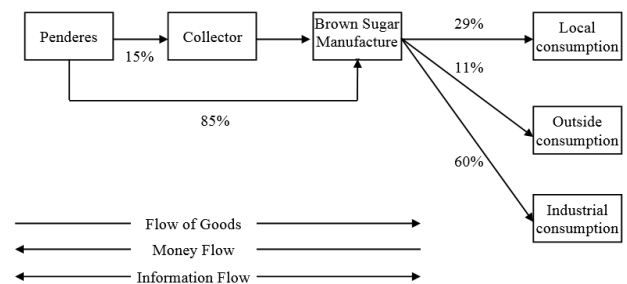 Penderes
15%
Collector
Brown Sugar
Manufacture
85%
29%
11%
60%
Local
consumption
Outside
consumption
Industrial
consumption
Flow of Goods
Money Flow
Information Flow